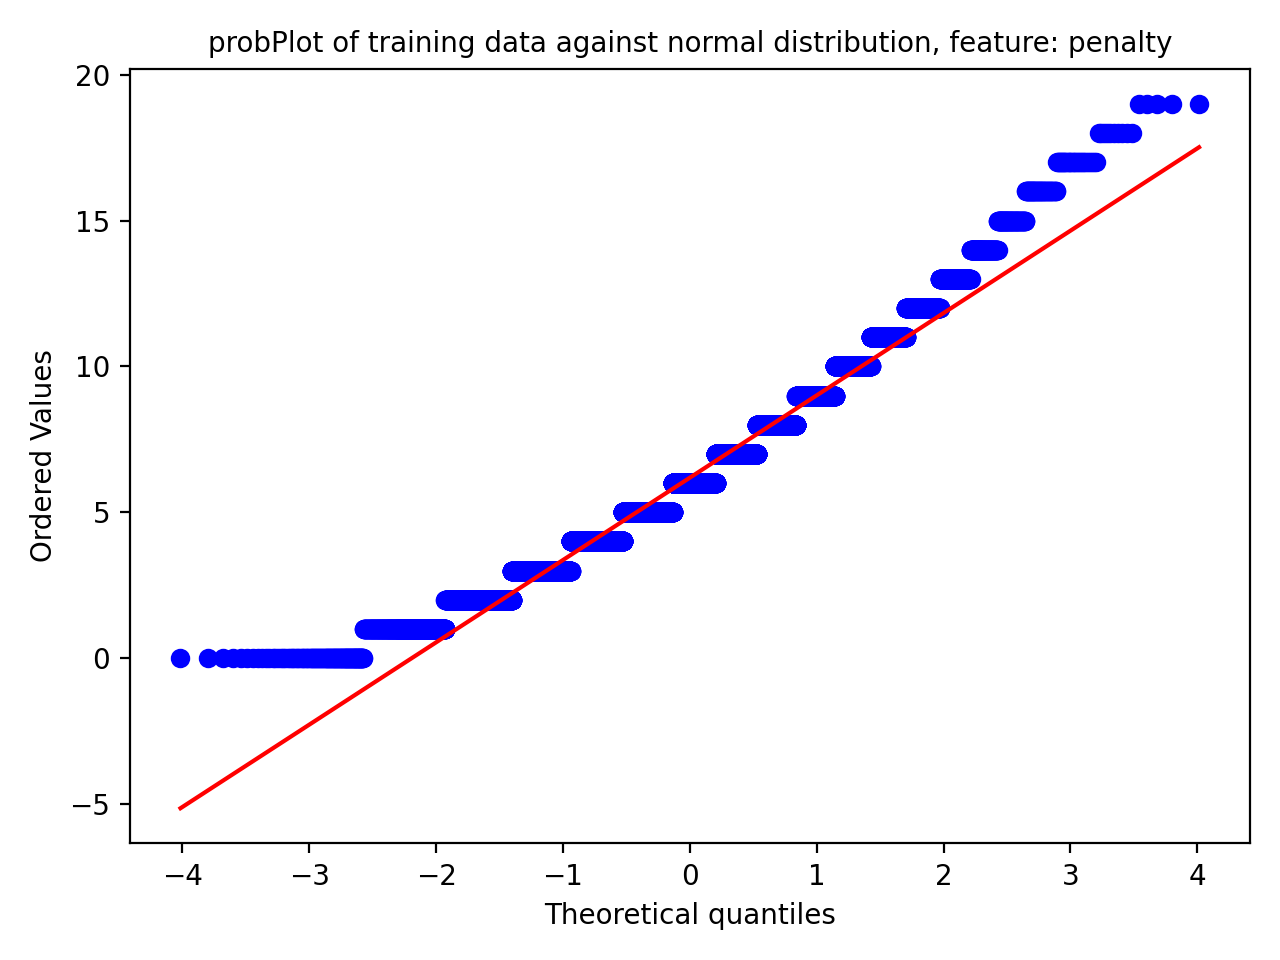 probPlot of training data against normal distribution, feature: penalty
20
15
10
5
0
−5
Ordered Values
−4 −3 −2 −1 0 1 2 3 4
Theoretical quantiles